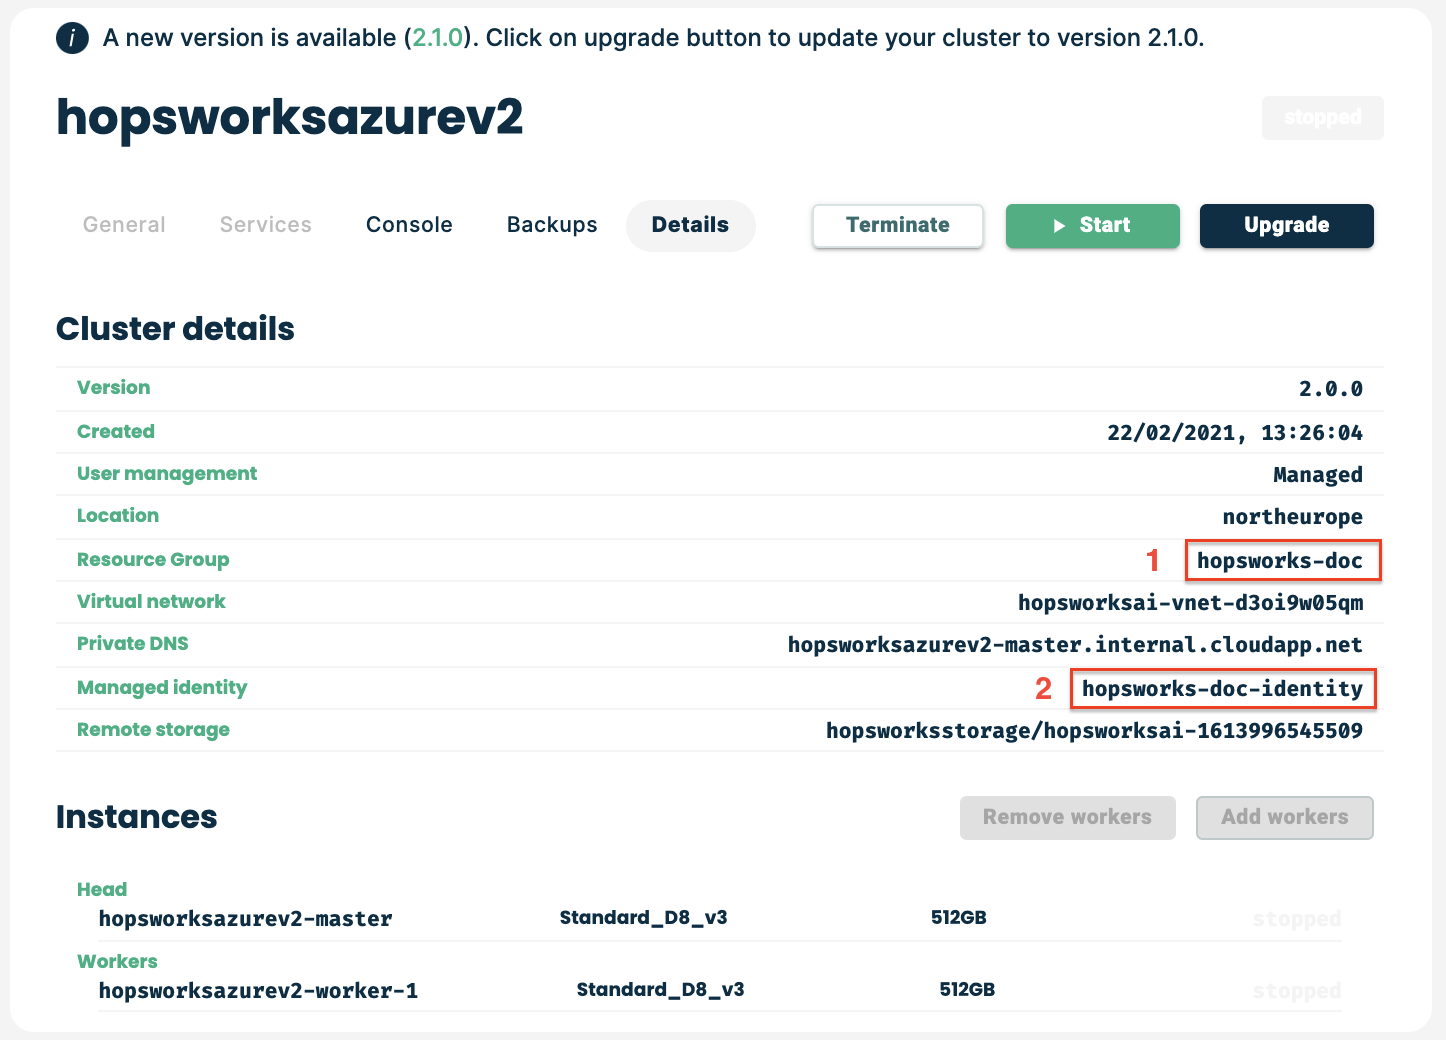 i A new version is available (2.1.0). Click on upgrade button to update your cluster to version 2.1.0.
hopsworksazurev2
stopped
General Services Console Backups Details Terminate Start Upgrade
Cluster details
Version 2.0.0
Created 22/02/2021, 13:26:04
User management Managed
Location northeurope
Resource Group 1 hopsworks-doc
Virtual network hopsworksai-vnet-d3oi9w05qm
Private DNS hopsworksazurev2-master.internal.cloudapp.net
Managed identity 2 hopsworks-doc-identity
Remote storage hopsworksstorage/hopsworksai-1613996545509
Instances Remove workers Add workers
Head
hopsworksazurev2-master Standard_D8_v3 512GB stopped
Workers
hopsworksazurev2-worker-1 Standard_D8_v3 512GB stopped